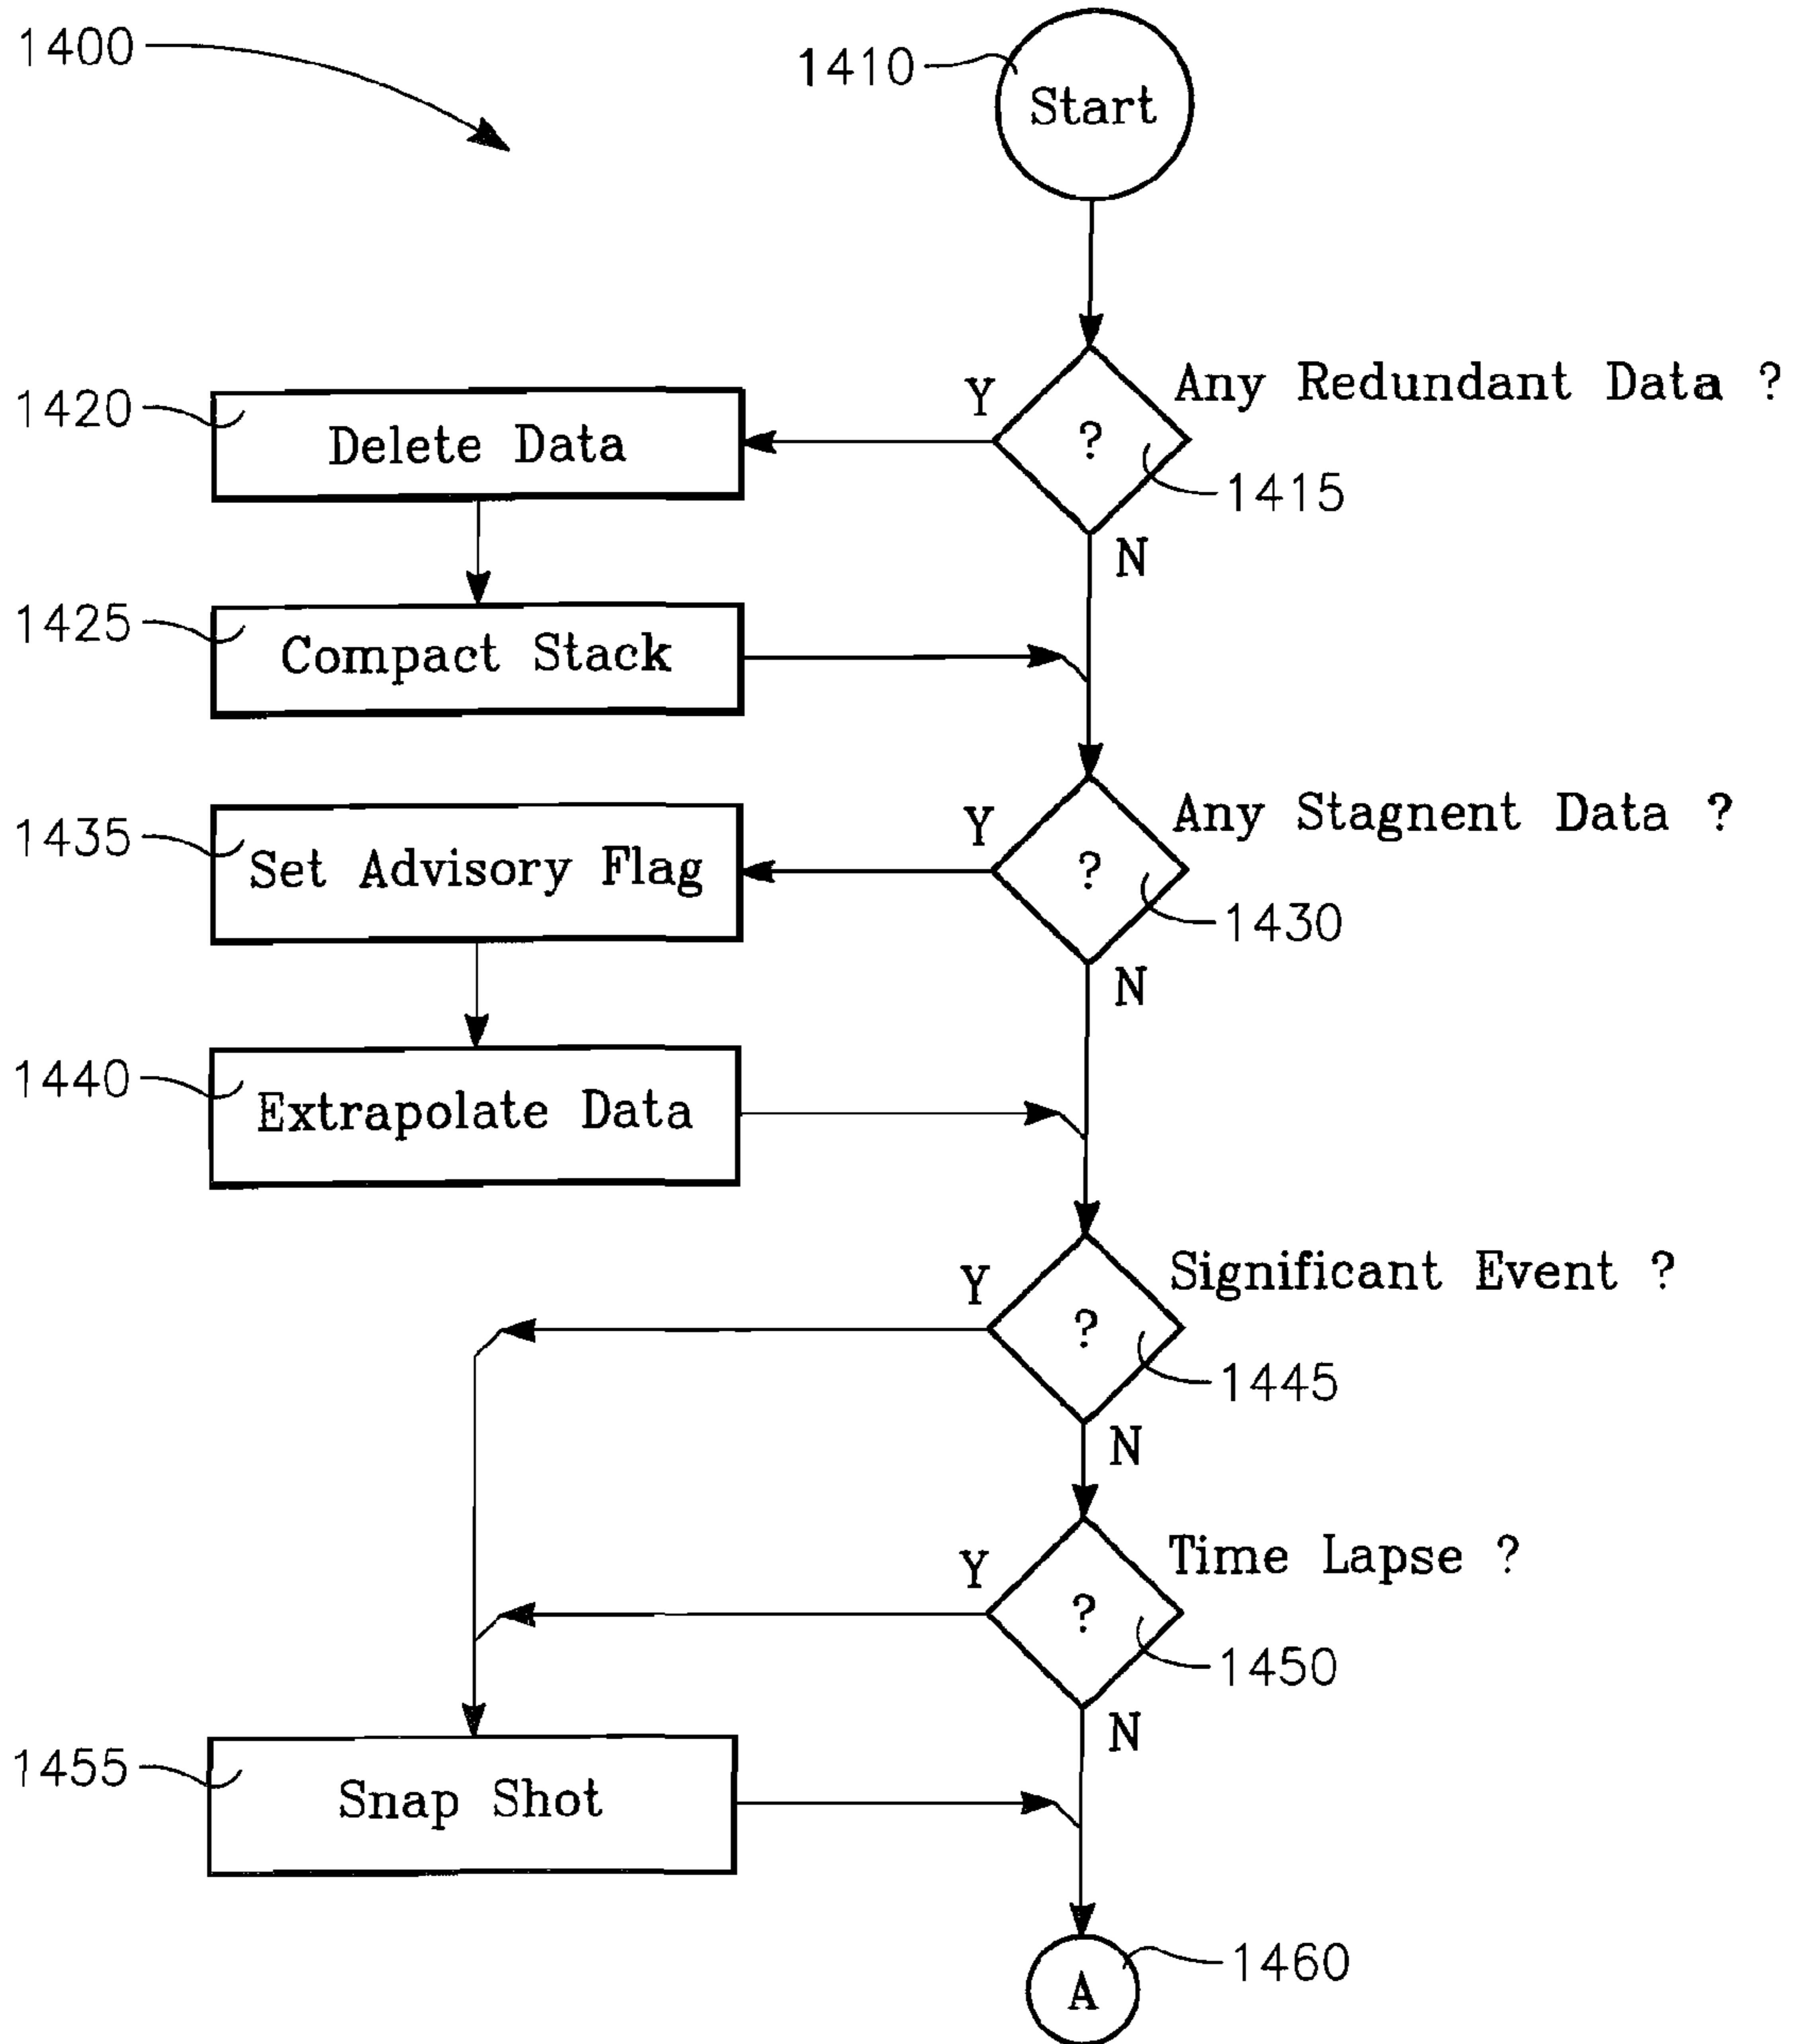 1400
1410
Start
Any Redundant Data ?
Y
?
1415
N
1420
Delete Data
1425
Compact Stack
Any Stagnent Data ?
Y
?
1430
N
1435
Set Advisory Flag
1440
Extrapolate Data
Significant Event ?
Y
?
1445
N
Time Lapse ?
Y
?
1450
N
1455
Snap Shot
1460
A